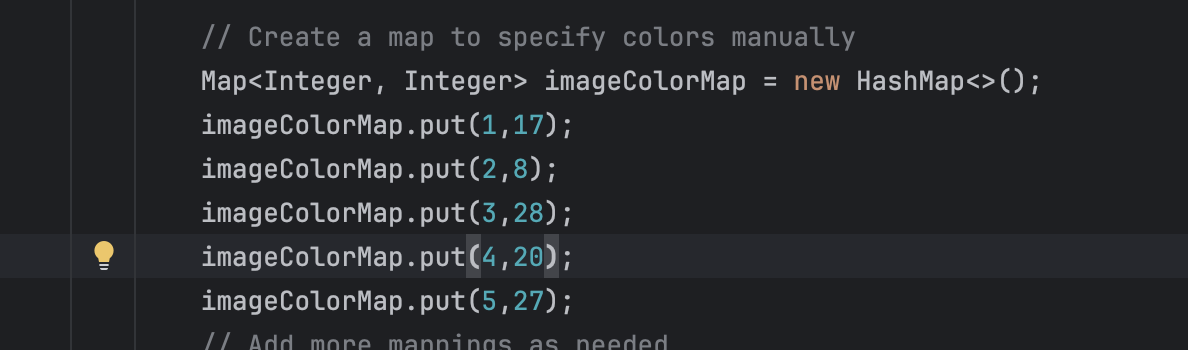 // Create a map to specify colors manually
Map<Integer, Integer> imageColorMap = new HashMap<>();
imageColorMap.put(1,17);
imageColorMap.put(2,8);
imageColorMap.put(3,28);
imageColorMap.put(4,20);
imageColorMap.put(5,27);
// Add more mappings as needed